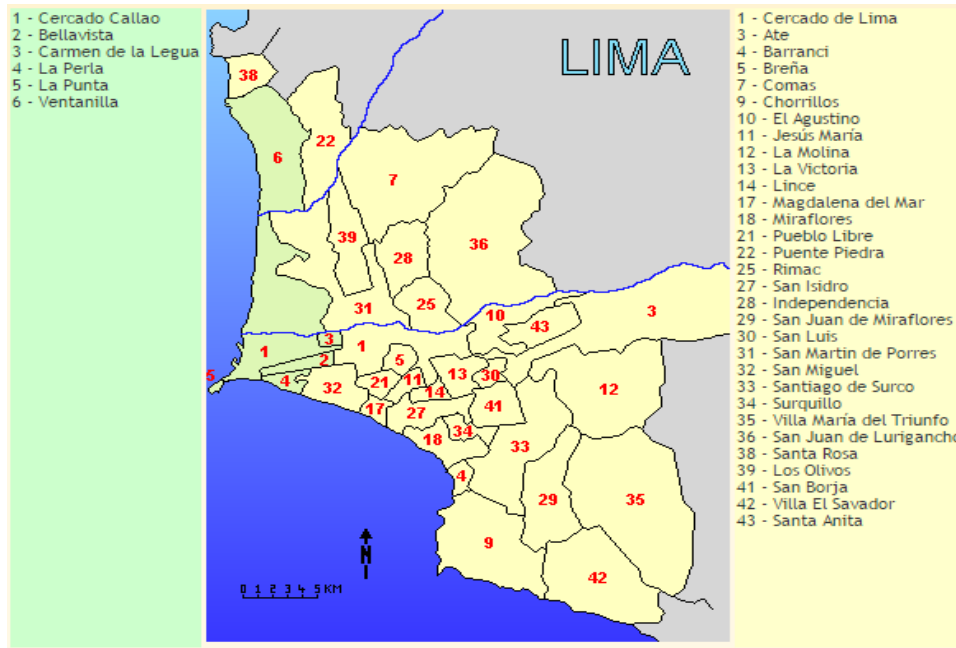 1 - Cercado Callao
2 - Bellavista
3 - Carmen de la Legua
4 - La Perla
5 - La Punta
6 - Ventanilla
LIMA
38
22
6
7
39
36
28
31
25
10
43
3
1
3
1
2
5
5
4
32
21
11
13
30
12
14
17
27
41
18
34
33
4
29
35
9
42
N
0 1 2 3 4 5 KM
1 - Cercado de Lima
3 - Ate
4 - Barranci
5 - Breña
7 - Comas
9 - Chorrillos
10 - El Agustino
11 - Jesús María
12 - La Molina
13 - La Victoria
14 - Lince
17 - Magdalena del Mar
18 - Miraflores
21 - Pueblo Libre
22 - Puente Piedra
25 - Rimac
27 - San Isidro
28 - Independencia
29 - San Juan de Miraflores
30 - San Luis
31 - San Martin de Porres
32 - San Miguel
33 - Santiago de Surco
34 - Surquillo
35 - Villa María del Triunfo
36 - San Juan de Lurigancho
38 - Santa Rosa
39 - Los Olivos
41 - San Borja
42 - Villa El Savador
43 - Santa Anita